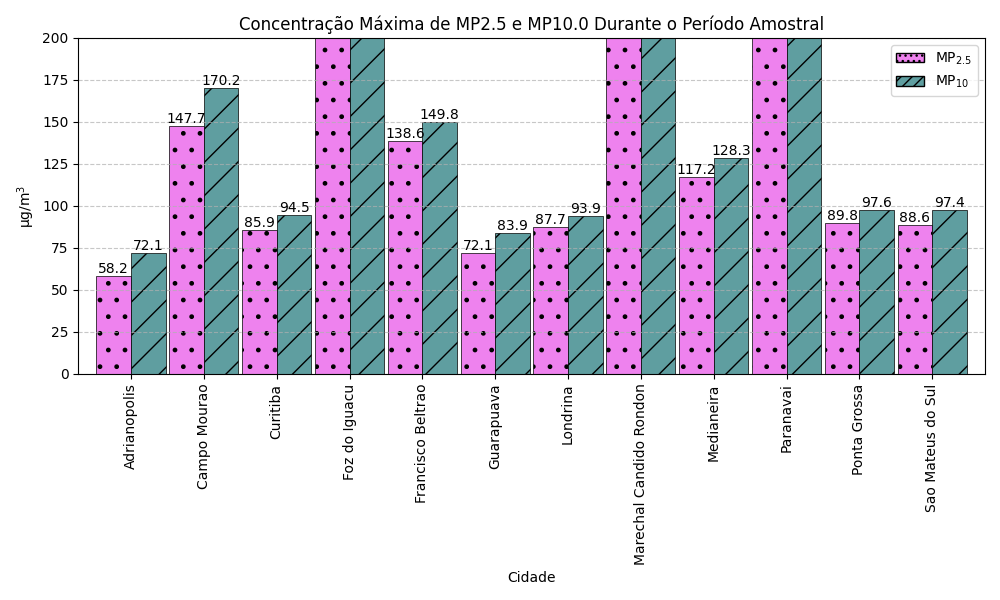 Concentração Máxima de MP2.5 e MP10.0 Durante o Período Amostral
MP2.5
MP10
µg/m³
200
175
150
125
100
75
50
25
0
58.2
72.1
147.7
170.2
85.9
94.5
138.6
149.8
72.1
83.9
87.7
93.9
117.2
128.3
89.8
97.6
88.6
97.4
Adrianopolis
Campo Mourao
Curitiba
Foz do Iguacu
Francisco Beltrao
Guarapuava
Londrina
Marechal Candido Rondon
Medianeira
Paranavai
Ponta Grossa
Sao Mateus do Sul
Cidade